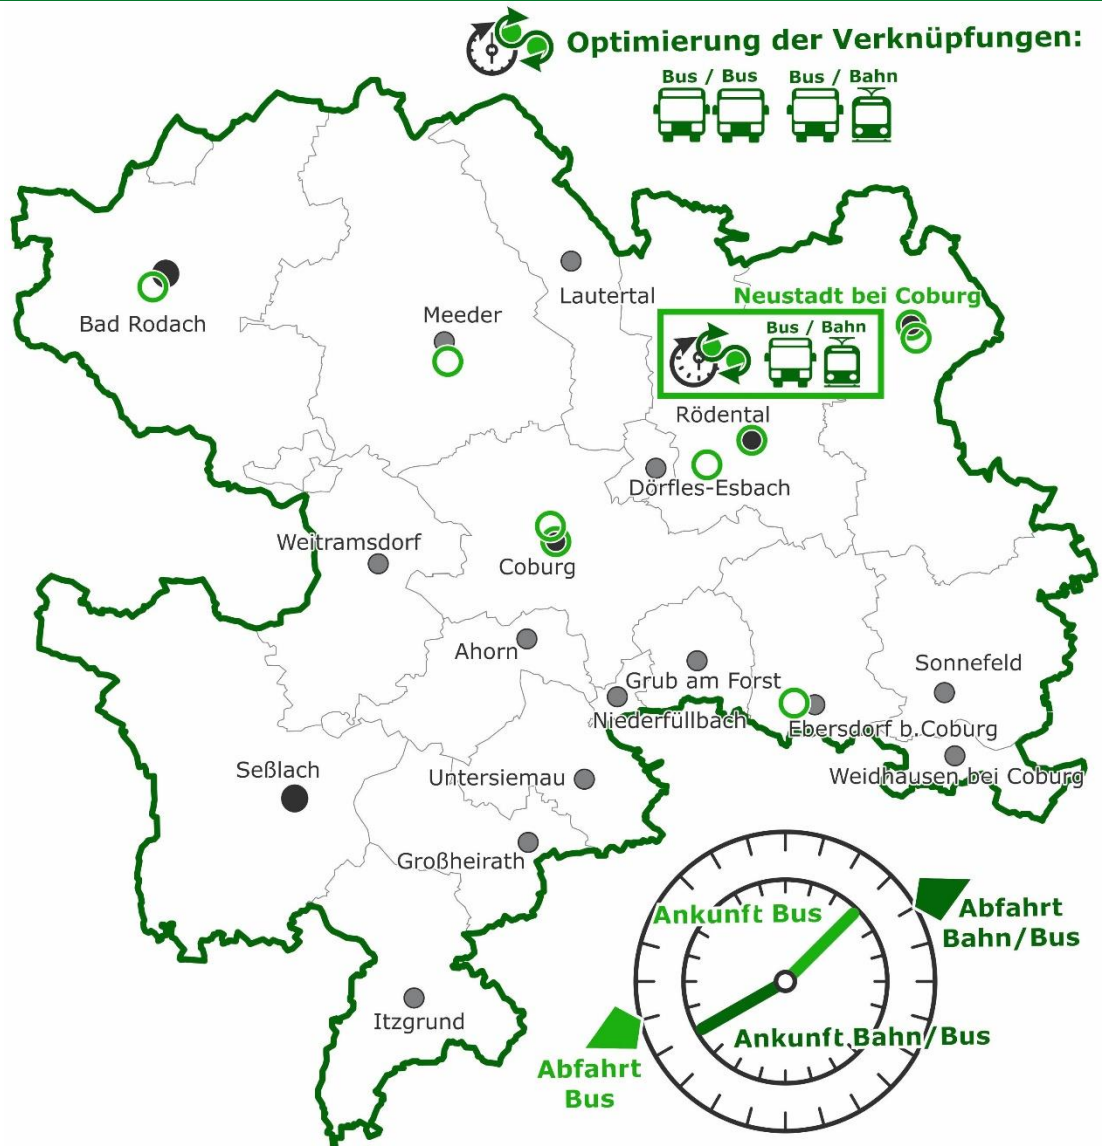 Optimierung der Verknüpfungen:
Bus / Bus
Bus / Bahn
Lautertal
Neustadt bei Coburg
Bad Rodach
Meeder
Bus / Bahn
Rödental
Dörfles-Esbach
Weitramsdorf
Coburg
Ahorn
Grub am Forst
Sonnefeld
Niederfüllbach
Ebersdorf b.Coburg
Seßlach
Untersiemau
Weidhausen bei Coburg
Großheirath
Ankunft Bus
Abfahrt
Bahn/Bus
Itzgrund
Ankunft Bahn/Bus
Abfahrt
Bus